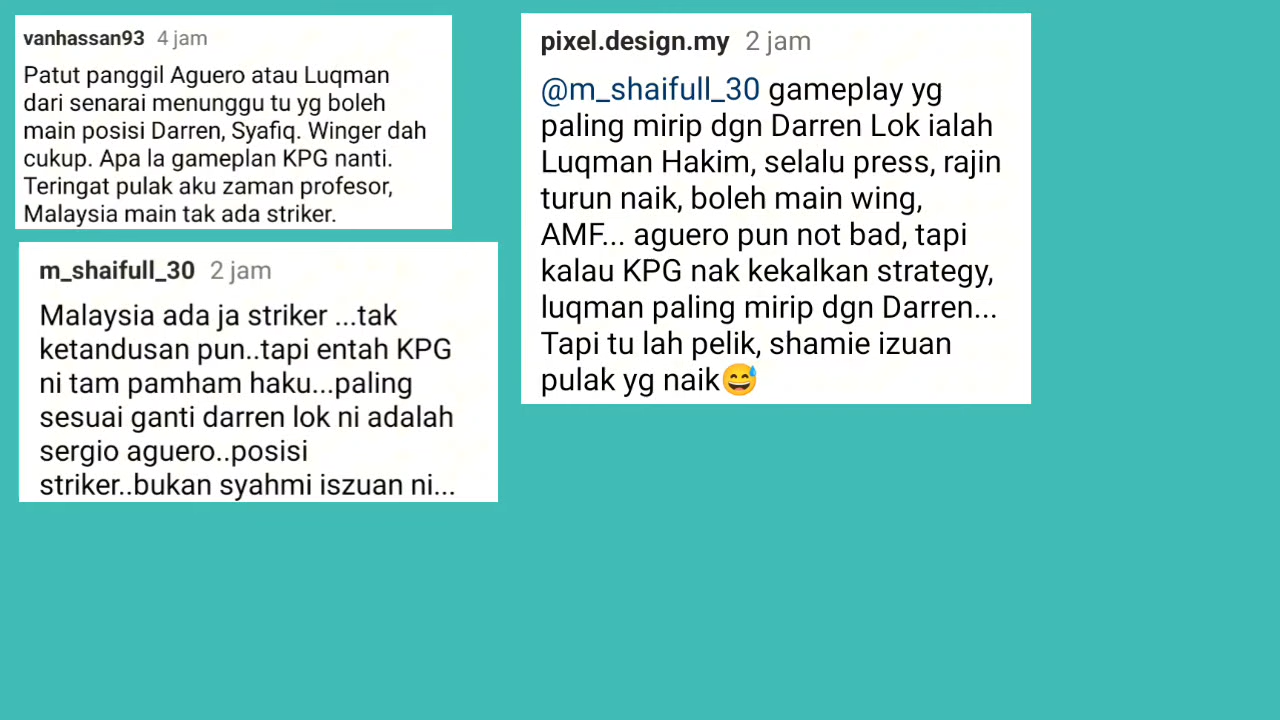 vanhassan93 4 jam
Patut panggil Aguero atau Luqman
dari senarai menunggu tu yg boleh
main posisi Darren, Syafiq. Winger dah
cukup. Apa la gameplan KPG nanti.
Teringat pulak aku zaman profesor,
Malaysia main tak ada striker.
m_shaifull_30 2 jam
Malaysia ada ja striker ...tak
ketandusan pun..tapi entah KPG
ni tam pamham haku...paling
sesuai ganti darren lok ni adalah
sergio aguero..posisi
striker..bukan syahmi iszuan ni...
pixel.design.my 2 jam
@m_shaifull_30 gameplay yg
paling mirip dgn Darren Lok ialah
Luqman Hakim, selalu press, rajin
turun naik, boleh main wing,
AMF... aguero pun not bad, tapi
kalau KPG nak kekalkan strategy,
luqman paling mirip dgn Darren...
Tapi tu lah pelik, shamie izuan
pulak yg naik😅